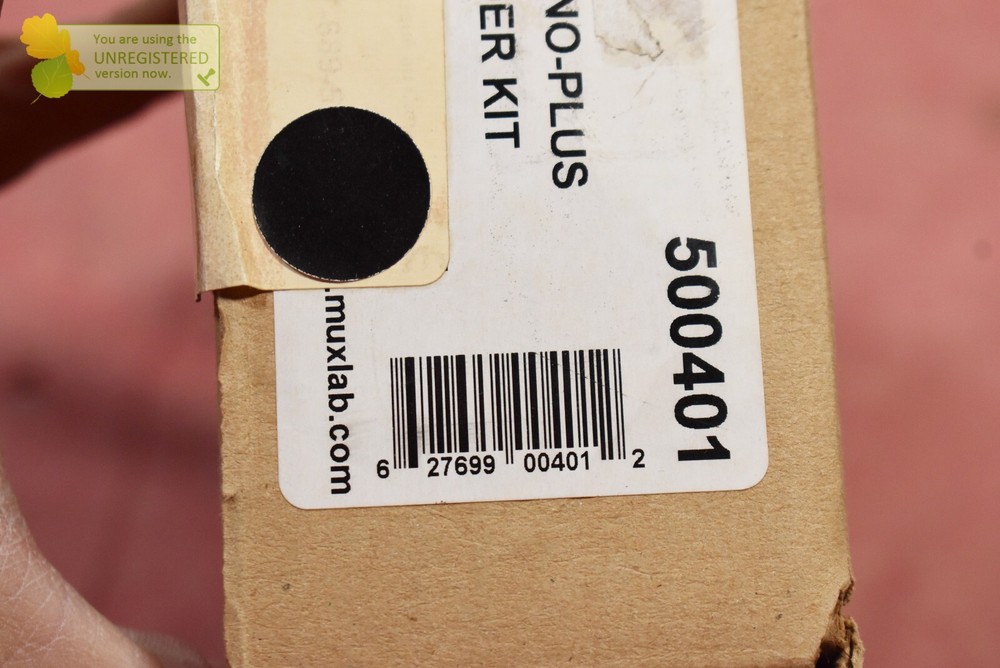 You are using the
UNREGISTERED
version now.
NO-PLUS
ER KIT
500401
.muxlab.com
6 27699 00401 2